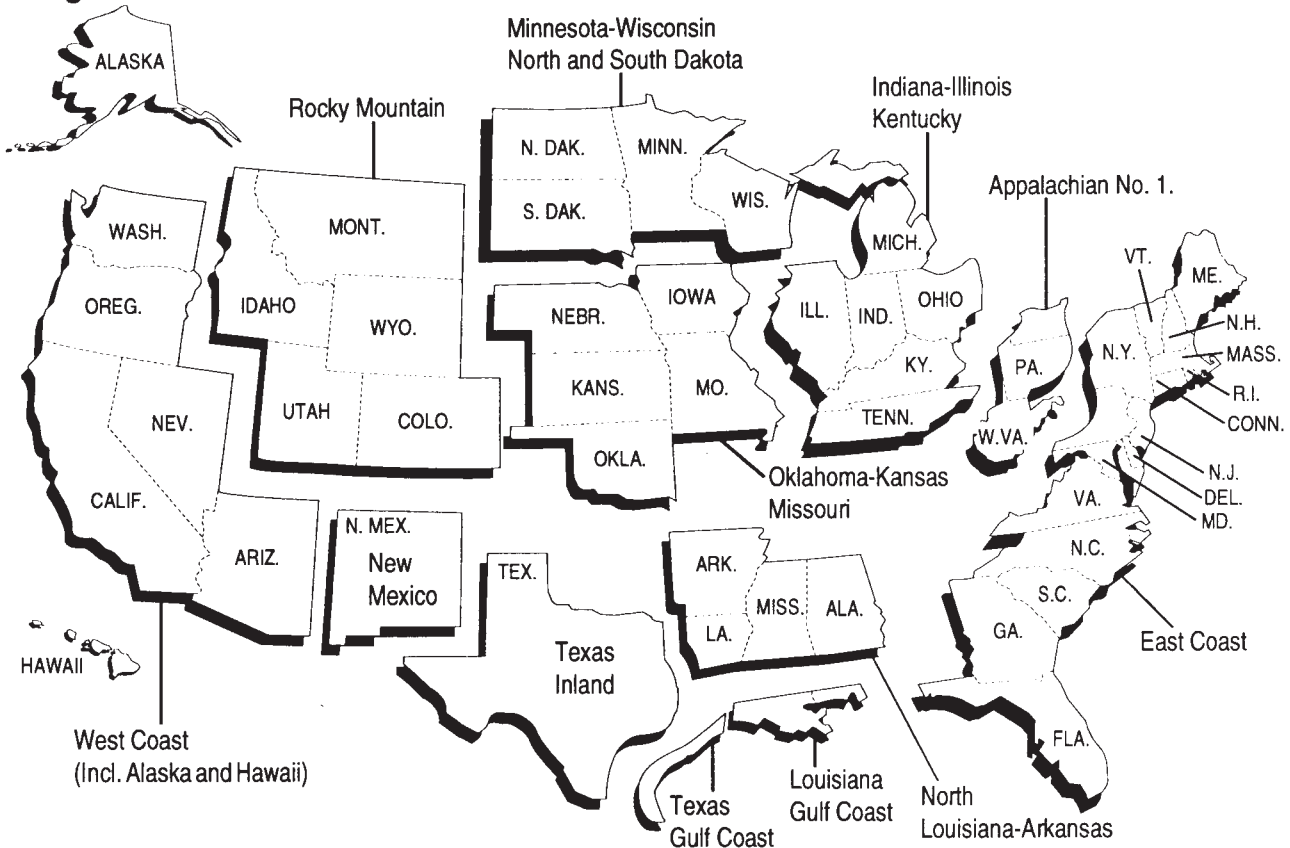 ALASKA
Minnesota-Wisconsin
North and South Dakota
Rocky Mountain
Indiana-Illinois
Kentucky
Appalachian No. 1.
N. DAK.
MINN.
S. DAK.
WIS.
WASH.
MONT.
MICH.
VT.
ME.
OREG.
IDAHO
WYO.
NEBR.
IOWA
ILL.
IND.
OHIO
N.H.
N.Y.
MASS.
PA.
KANS.
MO.
KY.
R.I.
UTAH
COLO.
NEV.
TENN.
CONN.
W.VA.
OKLA.
N.J.
Oklahoma-Kansas
Missouri
CALIF.
VA.
DEL.
MD.
N. MEX.
New
Mexico
ARIZ.
TEX.
ARK.
N.C.
MISS.
ALA.
S.C.
LA.
GA.
East Coast
HAWAII
Texas
Inland
FLA.
West Coast
(Incl. Alaska and Hawaii)
Texas
Gulf Coast
Louisiana
Gulf Coast
North
Louisiana-Arkansas